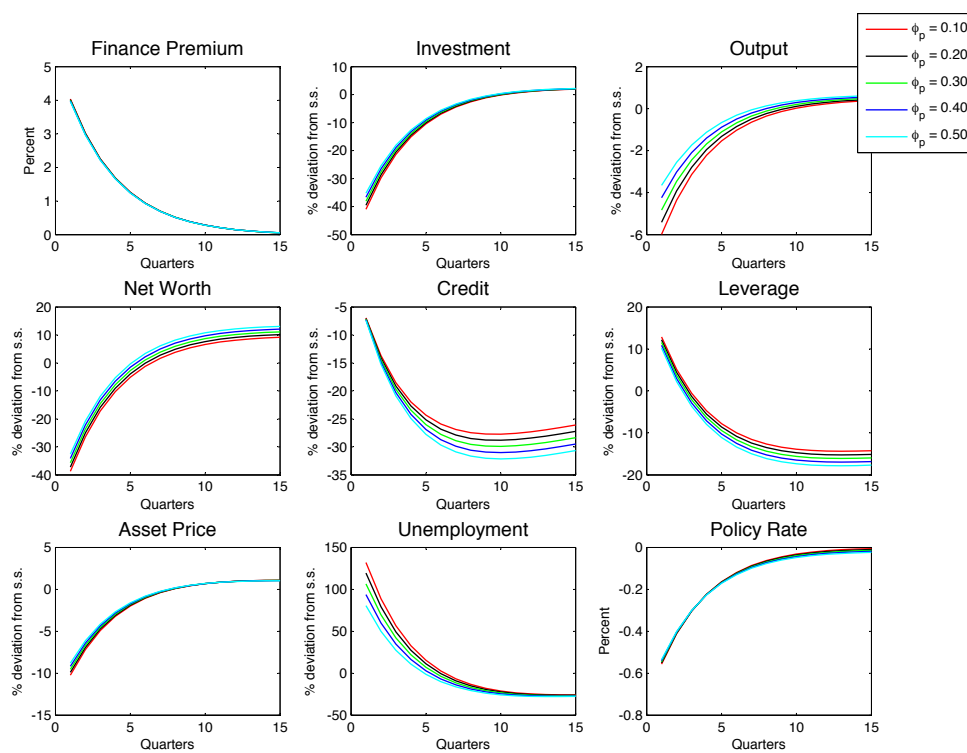 Finance Premium
5
4
3
2
1
0
Percent
0 5 10 15
Quarters
Investment
10
0
-10
-20
-30
-40
-50
% deviation from s.s.
0 5 10 15
Quarters
Output
2
0
-2
-4
-6
% deviation from s.s.
0 5 10 15
Quarters
ϕ_p = 0.10
ϕ_p = 0.20
ϕ_p = 0.30
ϕ_p = 0.40
ϕ_p = 0.50
Net Worth
20
10
0
-10
-20
-30
-40
% deviation from s.s.
0 5 10 15
Quarters
Credit
-5
-10
-15
-20
-25
-30
-35
% deviation from s.s.
0 5 10 15
Quarters
Leverage
20
10
0
-10
-20
% deviation from s.s.
0 5 10 15
Quarters
Asset Price
5
0
-5
-10
-15
% deviation from s.s.
0 5 10 15
Quarters
Unemployment
150
100
50
0
-50
% deviation from s.s.
0 5 10 15
Quarters
Policy Rate
0
-0.2
-0.4
-0.6
-0.8
Percent
0 5 10 15
Quarters